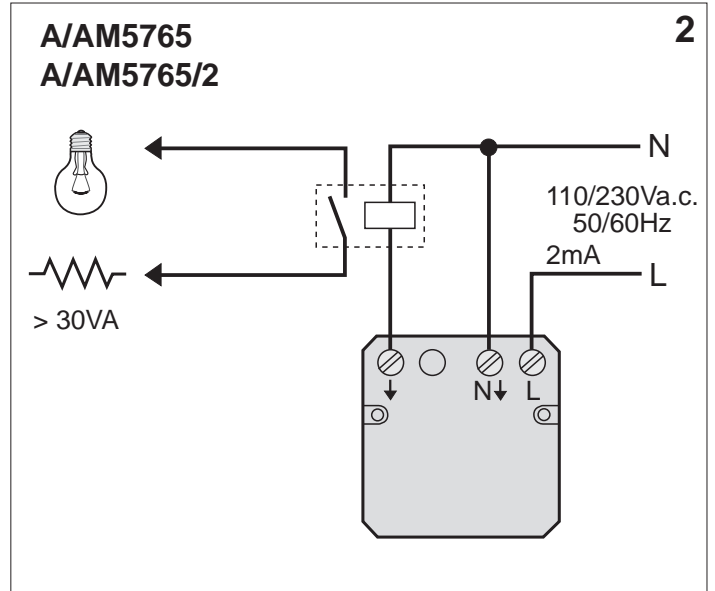 A/AM5765
A/AM5765/2
2
N
110/230Va.c.
50/60Hz
2mA
L
> 30VA
N L